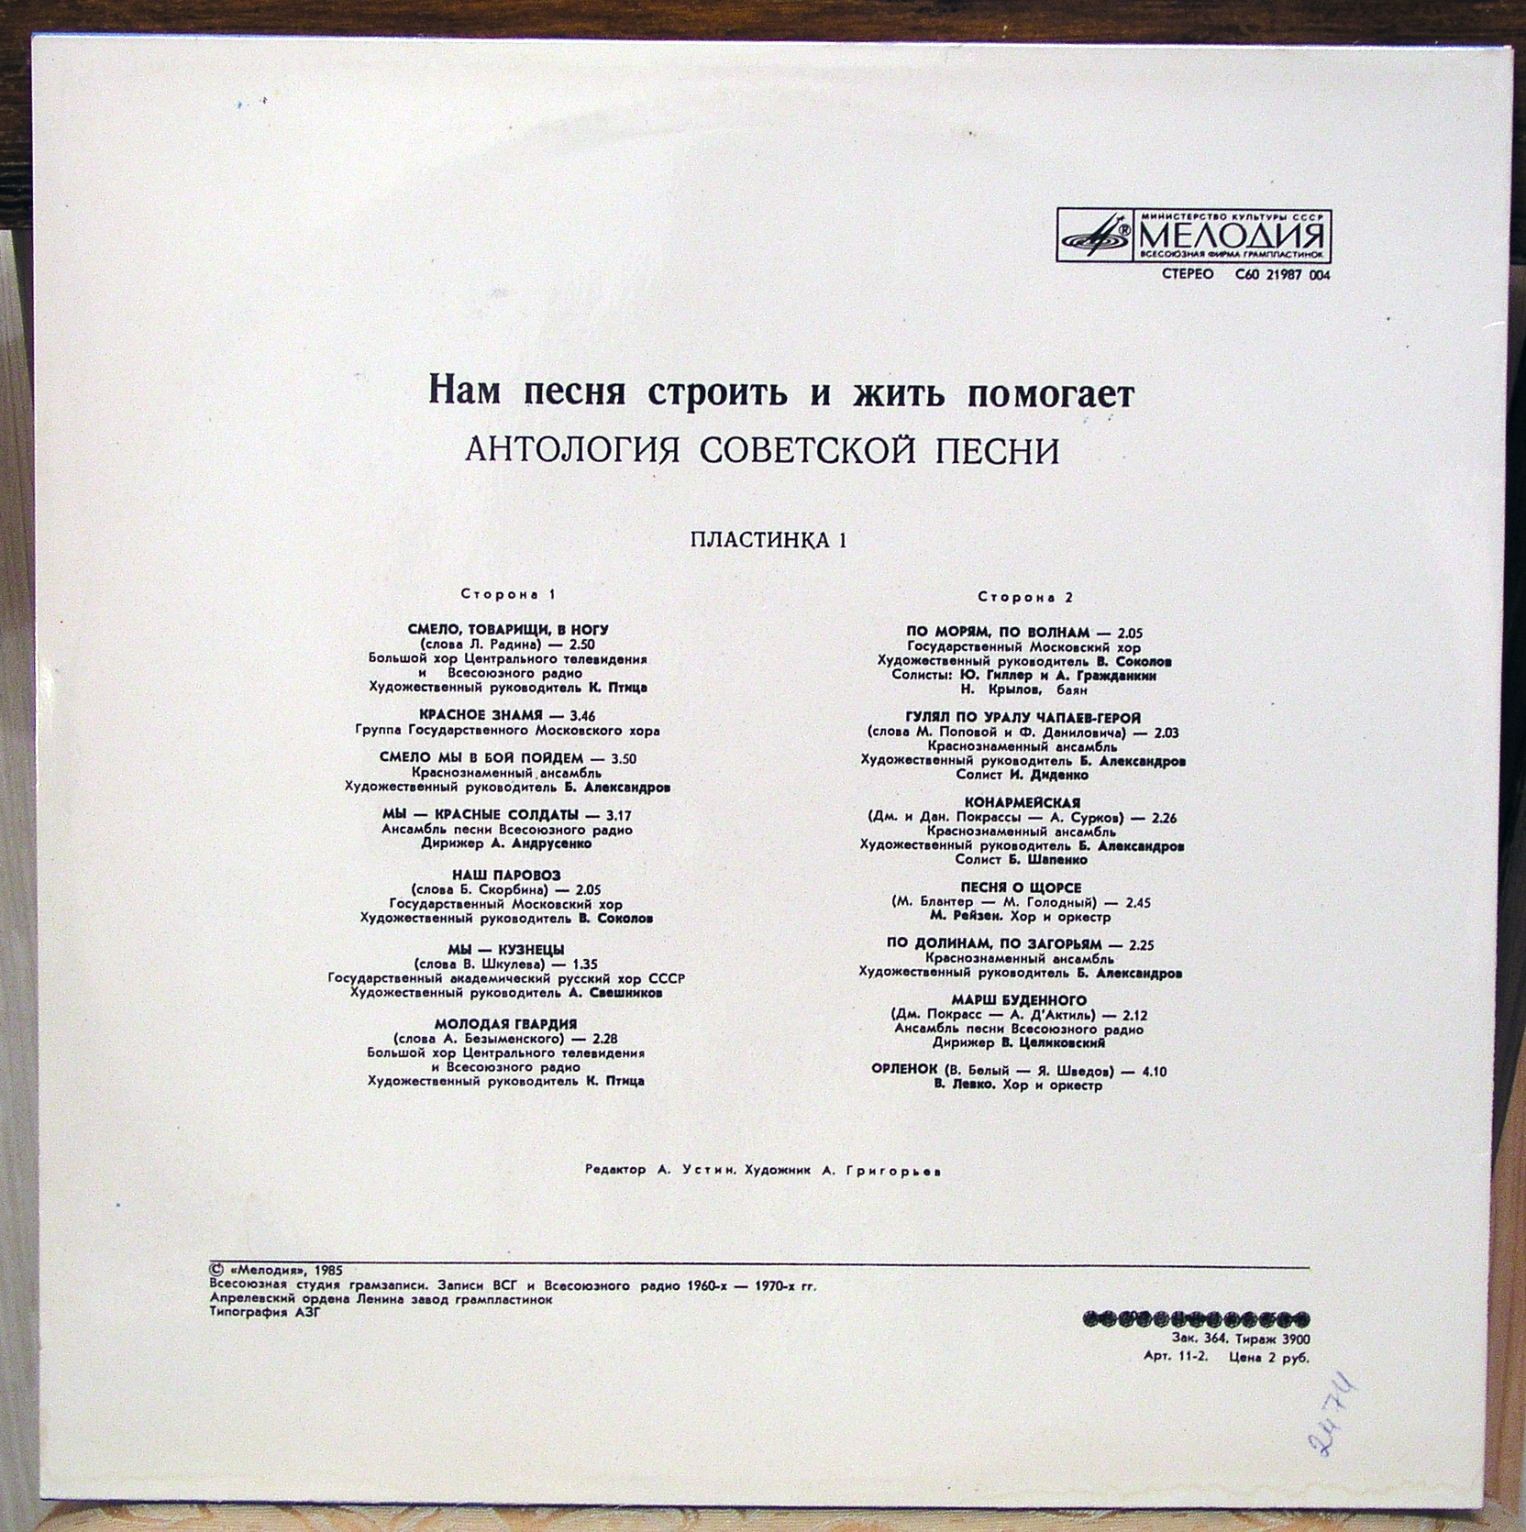 МИНИСТЕРСТВО КУЛЬТУРЫ СССР
® МЕЛОДИЯ
ВСЕСОЮЗНАЯ ФИРМА ГРАМПЛАСТИНОК
СТЕРЕО С60 21987 004
Нам песня строить и жить помогает
АНТОЛОГИЯ СОВЕТСКОЙ ПЕСНИ
ПЛАСТИНКА 1
Сторона 1
СМЕЛО, ТОВАРИЩИ, В НОГУ
(слова Л. Радина) — 2.50
Большой хор Центрального телевидения
и Всесоюзного радио
Художественный руководитель К. Птица
КРАСНОЕ ЗНАМЯ — 3.46
Группа Государственного Московского хора
СМЕЛО МЫ В БОЙ ПОЙДЕМ — 3.50
Краснознаменный ансамбль
Художественный руководитель Б. Александров
МЫ — КРАСНЫЕ СОЛДАТЫ — 3.17
Ансамбль песни Всесоюзного радио
Дирижер А. Андрусенко
НАШ ПАРОВОЗ
(слова Б. Скорбина) — 2.05
Государственный Московский хор
Художественный руководитель В. Соколов
МЫ — КУЗНЕЦЫ
(слова В. Шкулева) — 1.35
Государственный академический русский хор СССР
Художественный руководитель А. Свешников
МОЛОДАЯ ГВАРДИЯ
(слова А. Безыменского) — 2.28
Большой хор Центрального телевидения
и Всесоюзного радио
Художественный руководитель К. Птица
Сторона 2
ПО МОРЯМ, ПО ВОЛНАМ — 2.05
Государственный Московский хор
Художественный руководитель В. Соколов
Солисты: Ю. Гиллер и А. Гражданкин
Н. Крылов, баян
ГУЛЯЛ ПО УРАЛУ ЧАПАЕВ-ГЕРОЙ
(слова М. Поповой и Ф. Даниловича) — 2.03
Краснознаменный ансамбль
Художественный руководитель Б. Александров
Солист И. Диденко
КОНАРМЕЙСКАЯ
(Дм. и Дан. Покрассы — А. Сурков) — 2.26
Краснознаменный ансамбль
Художественный руководитель Б. Александров
Солист Б. Шапенко
ПЕСНЯ О ЩОРСЕ
(М. Блантер — М. Голодный) — 2.45
М. Рейзен. Хор и оркестр
ПО ДОЛИНАМ, ПО ЗАГОРЬЯМ — 2.25
Краснознаменный ансамбль
Художественный руководитель Б. Александров
МАРШ БУДЕННОГО
(Дм. Покрасс — А. Д'Актиль) — 2.12
Ансамбль песни Всесоюзного радио
Дирижер В. Целиковский
ОРЛЕНОК (В. Белый — Я. Шведов) — 4.10
В. Левко. Хор и оркестр
Редактор А. Устин. Художник А. Григорьев
© «Мелодия», 1985
Всесоюзная студия грамзаписи. Записи ВСГ и Всесоюзного радио 1960-х — 1970-х гг.
Апрелевский ордена Ленина завод грампластинок
Типография АЗГ
Зак. 364. Тираж 3900
Арт. 11-2. Цена 2 руб.
2474